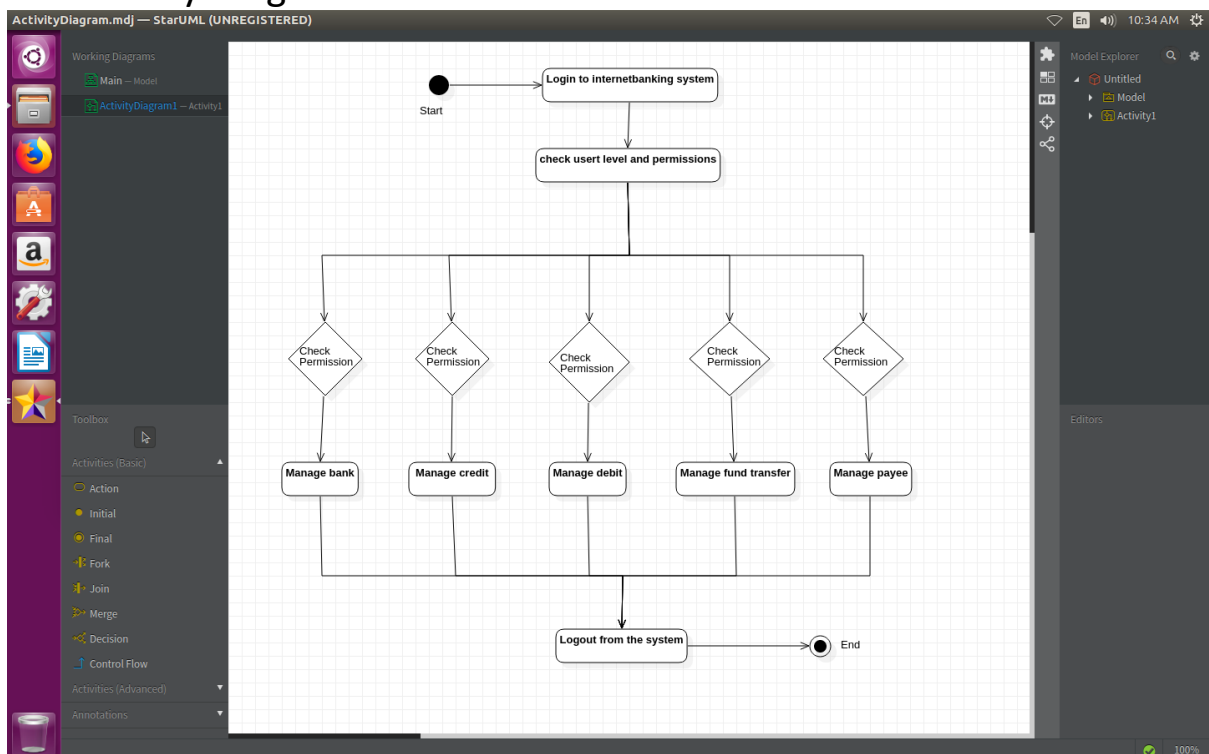 ActivityDiagram.mdj — StarUML (UNREGISTERED)
En
10:34 AM
Working Diagrams
Main — Model
ActivityDiagram1 — Activity1
Toolbox
Activities (Basic)
Action
Initial
Final
Fork
Join
Merge
Decision
Control Flow
Activities (Advanced)
Annotations
Start
Login to internetbanking system
check usert level and permissions
Check
Permission
Check
Permission
Check
Permission
Check
Permission
Check
Permission
Manage bank
Manage credit
Manage debit
Manage fund transfer
Manage payee
Logout from the system
End
Model Explorer
Untitled
Model
Activity1
Editors
100%